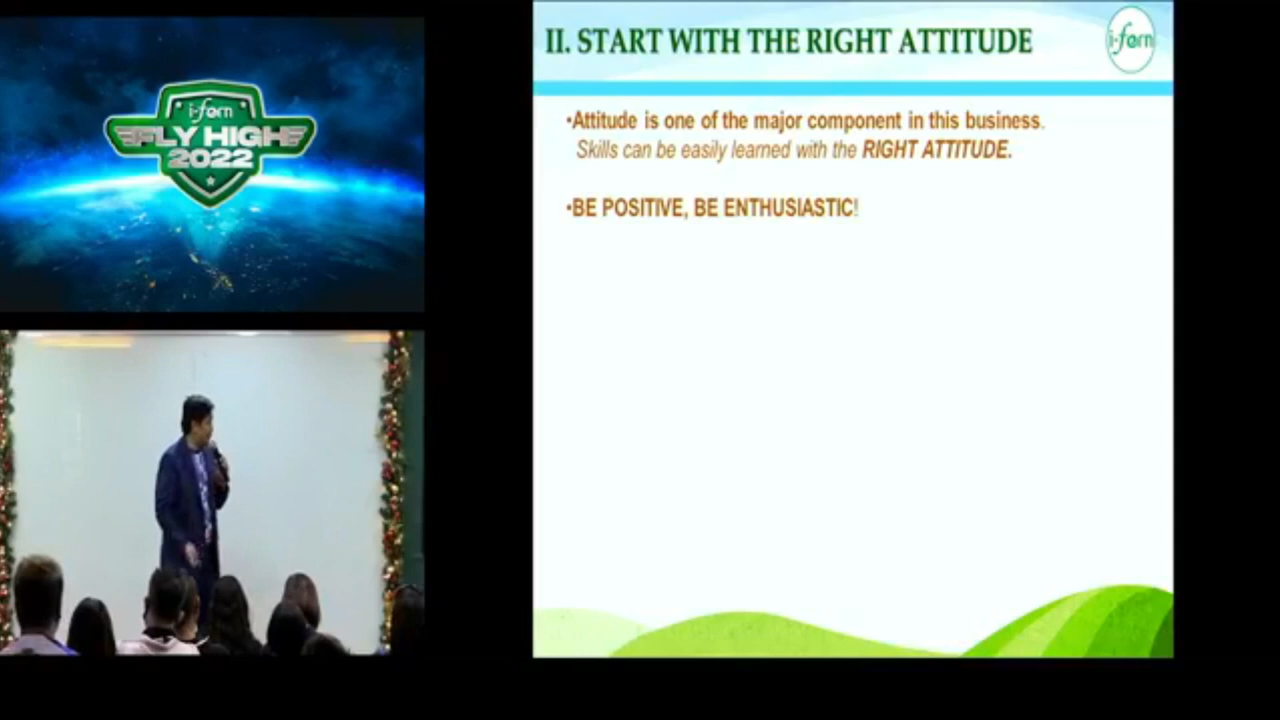 i-fern
FLY HIGH
2022
II. START WITH THE RIGHT ATTITUDE
i-fern
•Attitude is one of the major component in this business.
Skills can be easily learned with the RIGHT ATTITUDE.
•BE POSITIVE, BE ENTHUSIASTIC!